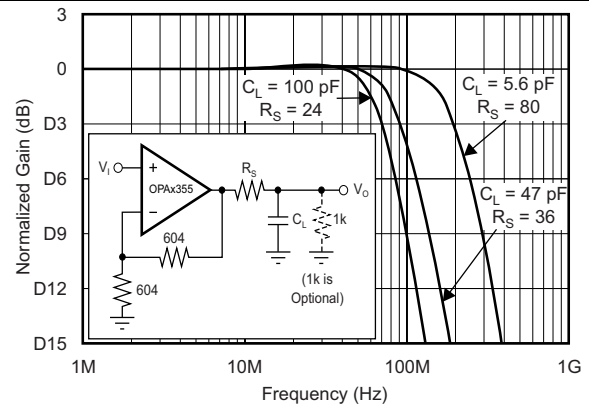 3
0
D3
D6
D9
D12
D15
Normalized Gain (dB)
C_L = 100 pF
R_S = 24
C_L = 5.6 pF
R_S = 80
C_L = 47 pF
R_S = 36
V_I
+
−
OPAx355
R_S
V_O
C_L
1k
604
604
(1k is
Optional)
1M
10M
100M
1G
Frequency (Hz)